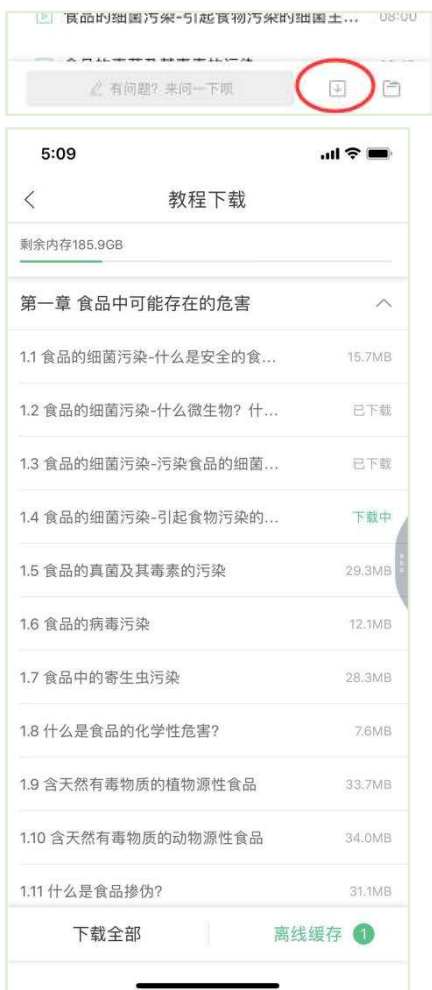 食品的细菌污染-引起食物污染的细菌主... 08:00
有问题？来问一下呗
5:09
教程下载
剩余内存185.9GB
第一章 食品中可能存在的危害
1.1 食品的细菌污染-什么是安全的食... 15.7MB
1.2 食品的细菌污染-什么微生物？什... 已下载
1.3 食品的细菌污染-污染食品的细菌... 已下载
1.4 食品的细菌污染-引起食物污染的... 下载中
1.5 食品的真菌及其毒素的污染 29.3MB
1.6 食品的病毒污染 12.1MB
1.7 食品中的寄生虫污染 28.3MB
1.8 什么是食品的化学性危害? 7.6MB
1.9 含天然有毒物质的植物源性食品 33.7MB
1.10 含天然有毒物质的动物源性食品 34.0MB
1.11 什么是食品掺伪? 31.1MB
下载全部 离线缓存 1